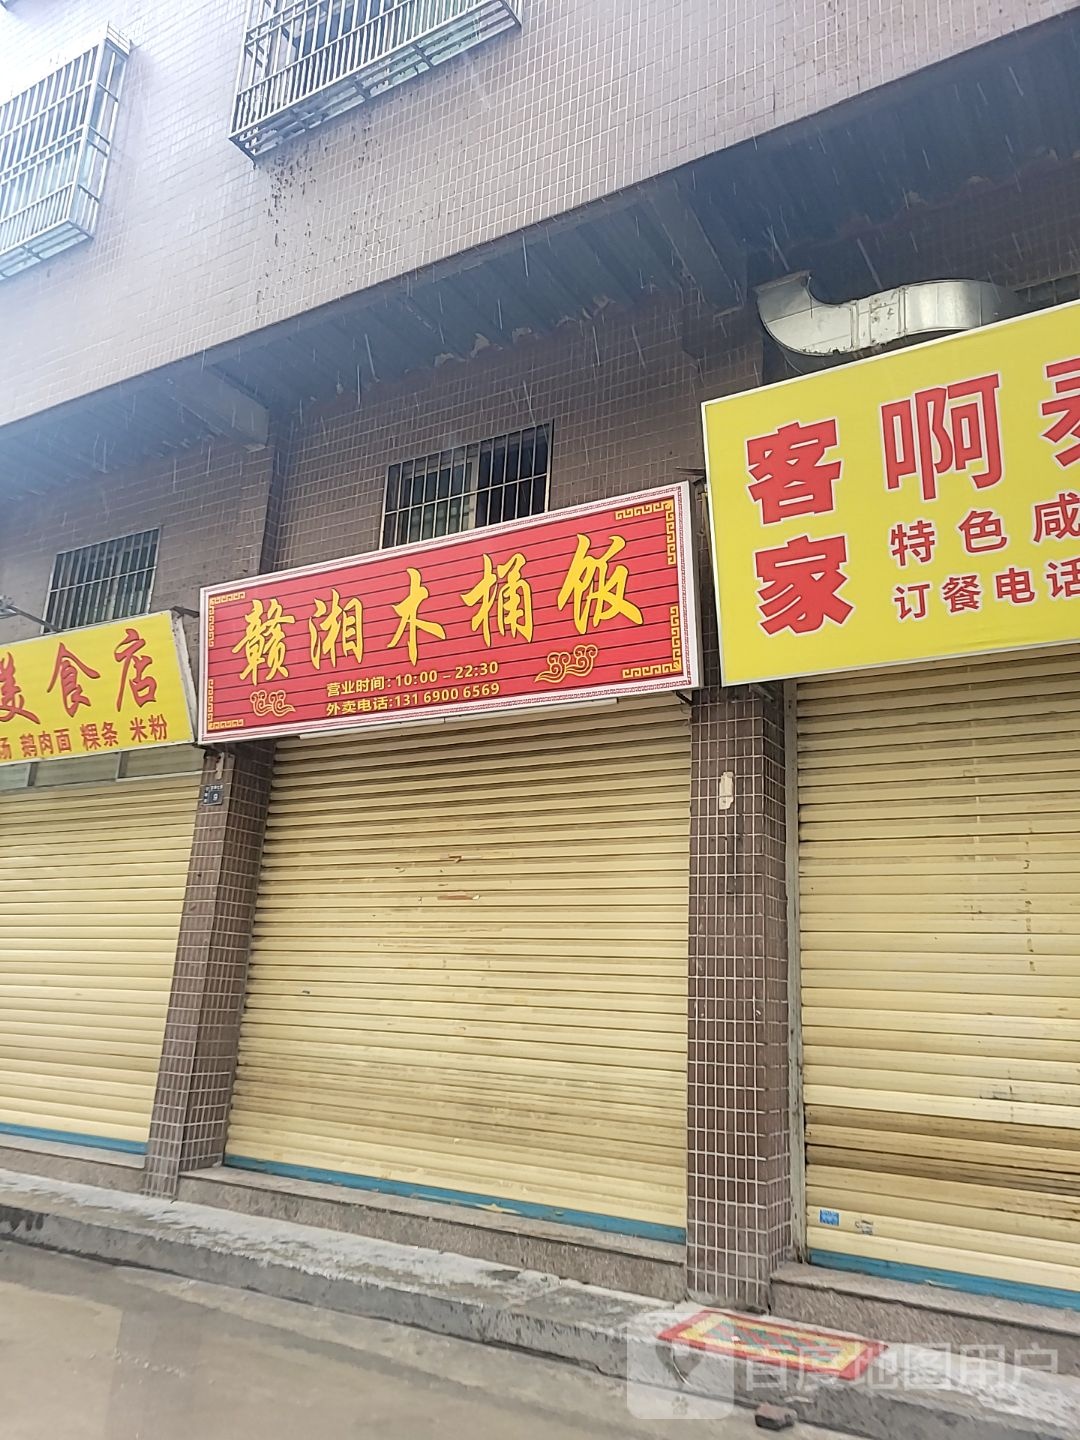 美食店
汤 鹅肉面 粿条 米粉
赣湘木桶饭
营业时间:10:00－22:30
外卖电话:131 6900 6569
客家
啊
特色咸
订餐电话
9
百度地图用户